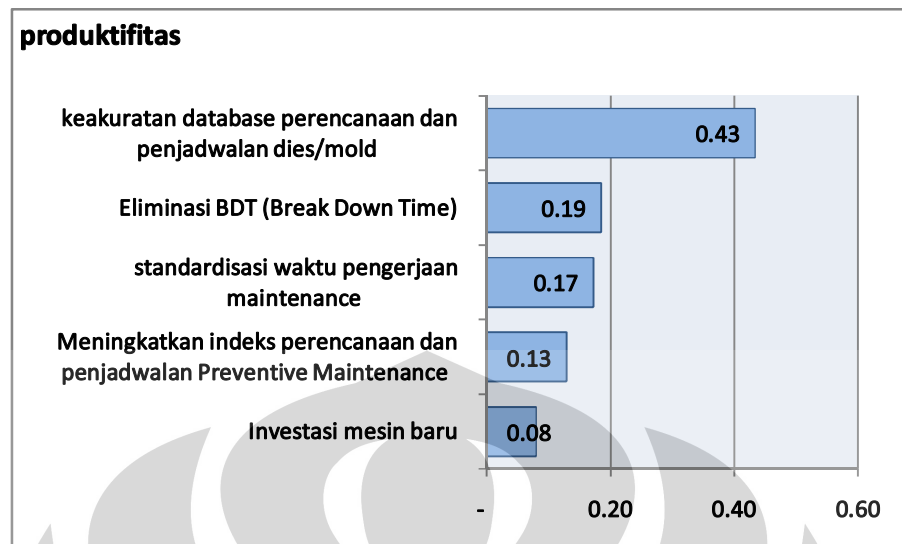 produktifitas
keakuratan database perencanaan dan
penjadwalan dies/mold
0.43
Eliminasi BDT (Break Down Time)
0.19
standardisasi waktu pengerjaan
maintenance
0.17
Meningkatkan indeks perencanaan dan
penjadwalan Preventive Maintenance
0.13
Investasi mesin baru
0.08
- 0.20 0.40 0.60